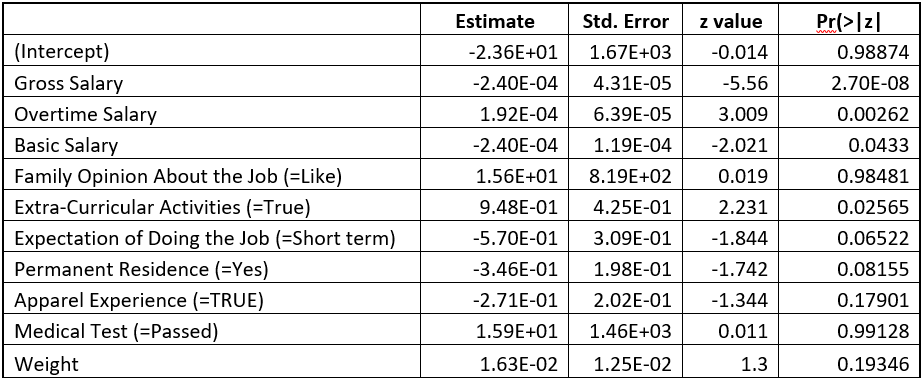 Estimate Std. Error z value Pr(>|z|
(Intercept) -2.36E+01 1.67E+03 -0.014 0.98874
Gross Salary -2.40E-04 4.31E-05 -5.56 2.70E-08
Overtime Salary 1.92E-04 6.39E-05 3.009 0.00262
Basic Salary -2.40E-04 1.19E-04 -2.021 0.0433
Family Opinion About the Job (=Like) 1.56E+01 8.19E+02 0.019 0.98481
Extra-Curricular Activities (=True) 9.48E-01 4.25E-01 2.231 0.02565
Expectation of Doing the Job (=Short term) -5.70E-01 3.09E-01 -1.844 0.06522
Permanent Residence (=Yes) -3.46E-01 1.98E-01 -1.742 0.08155
Apparel Experience (=TRUE) -2.71E-01 2.02E-01 -1.344 0.17901
Medical Test (=Passed) 1.59E+01 1.46E+03 0.011 0.99128
Weight 1.63E-02 1.25E-02 1.3 0.19346